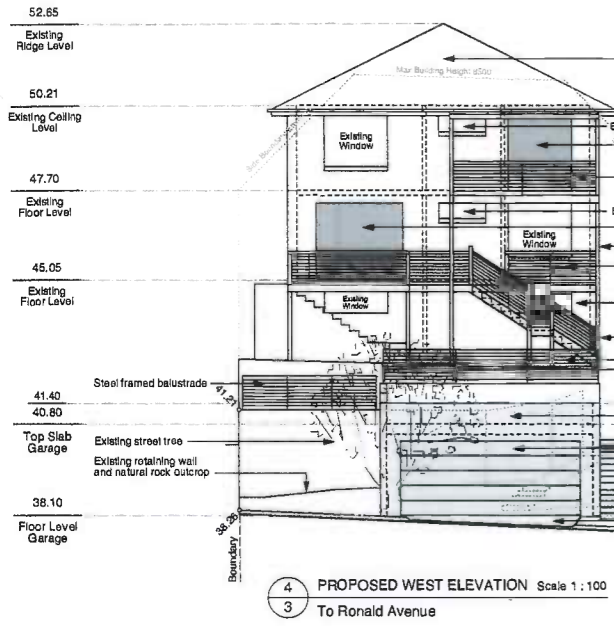 52.65
Existing
Ridge Level
Max Building Height 8500
50.21
Existing Ceiling
Level
Existing
Window
47.70
Existing
Floor Level
Existing
Window
45.05
Existing
Floor Level
Existing
Window
Steel framed balustrade
41.21
41.40
40.80
Top Slab
Garage
Existing street tree
Existing retaining wall
and natural rock outcrop
38.10
Floor Level
Garage
38.26
Boundary
4
3
PROPOSED WEST ELEVATION Scale 1 : 100
To Ronald Avenue